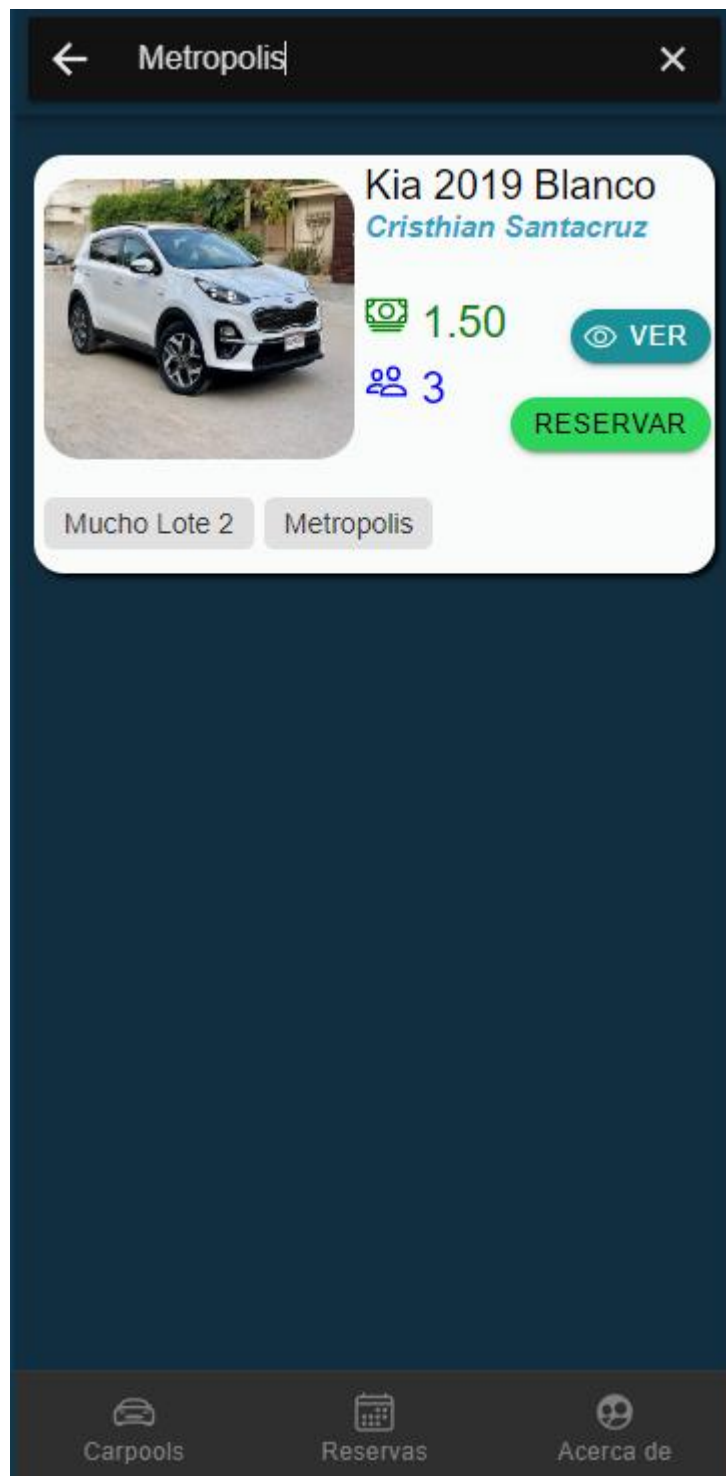 Metropolis
Kia 2019 Blanco
Cristhian Santacruz
1.50
VER
3
RESERVAR
Mucho Lote 2 Metropolis
Carpools Reservas Acerca de